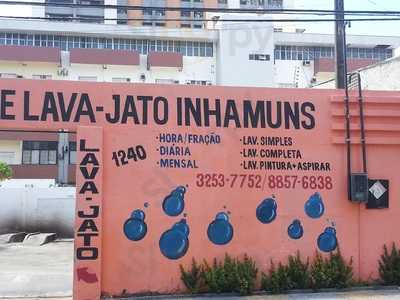 E LAVA-JATO INHAMUNS
LAVA-JATO
1240
·HORA/FRAÇÃO
·DIÁRIA
·MENSAL
·LAV. SIMPLES
·LAV. COMPLETA
·LAV. PINTURA+ASPIRAR
3253-7752/8857-6838